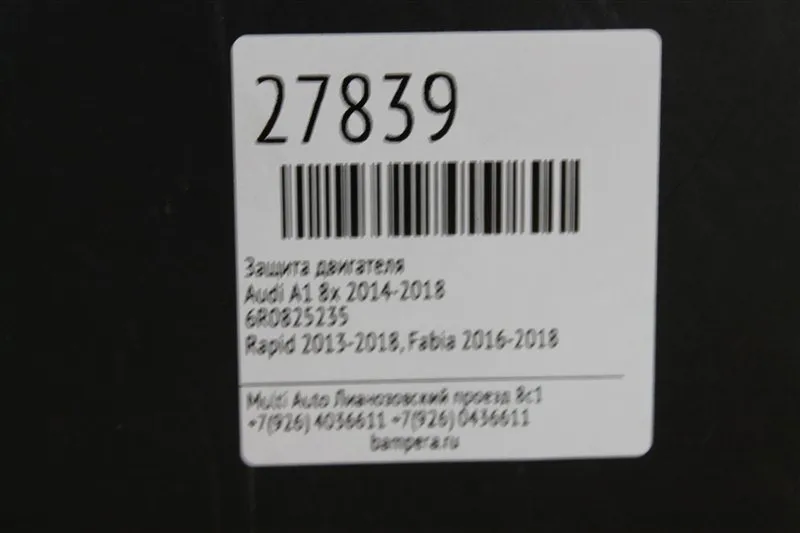 27839
Защита двигателя
Audi A1 8x 2014-2018
6R0825235
Rapid 2013-2018, Fabia 2016-2018
Multi Auto Лианозовский проезд 8с1
+7(926)4036611 +7(926)0436611
bampera.ru